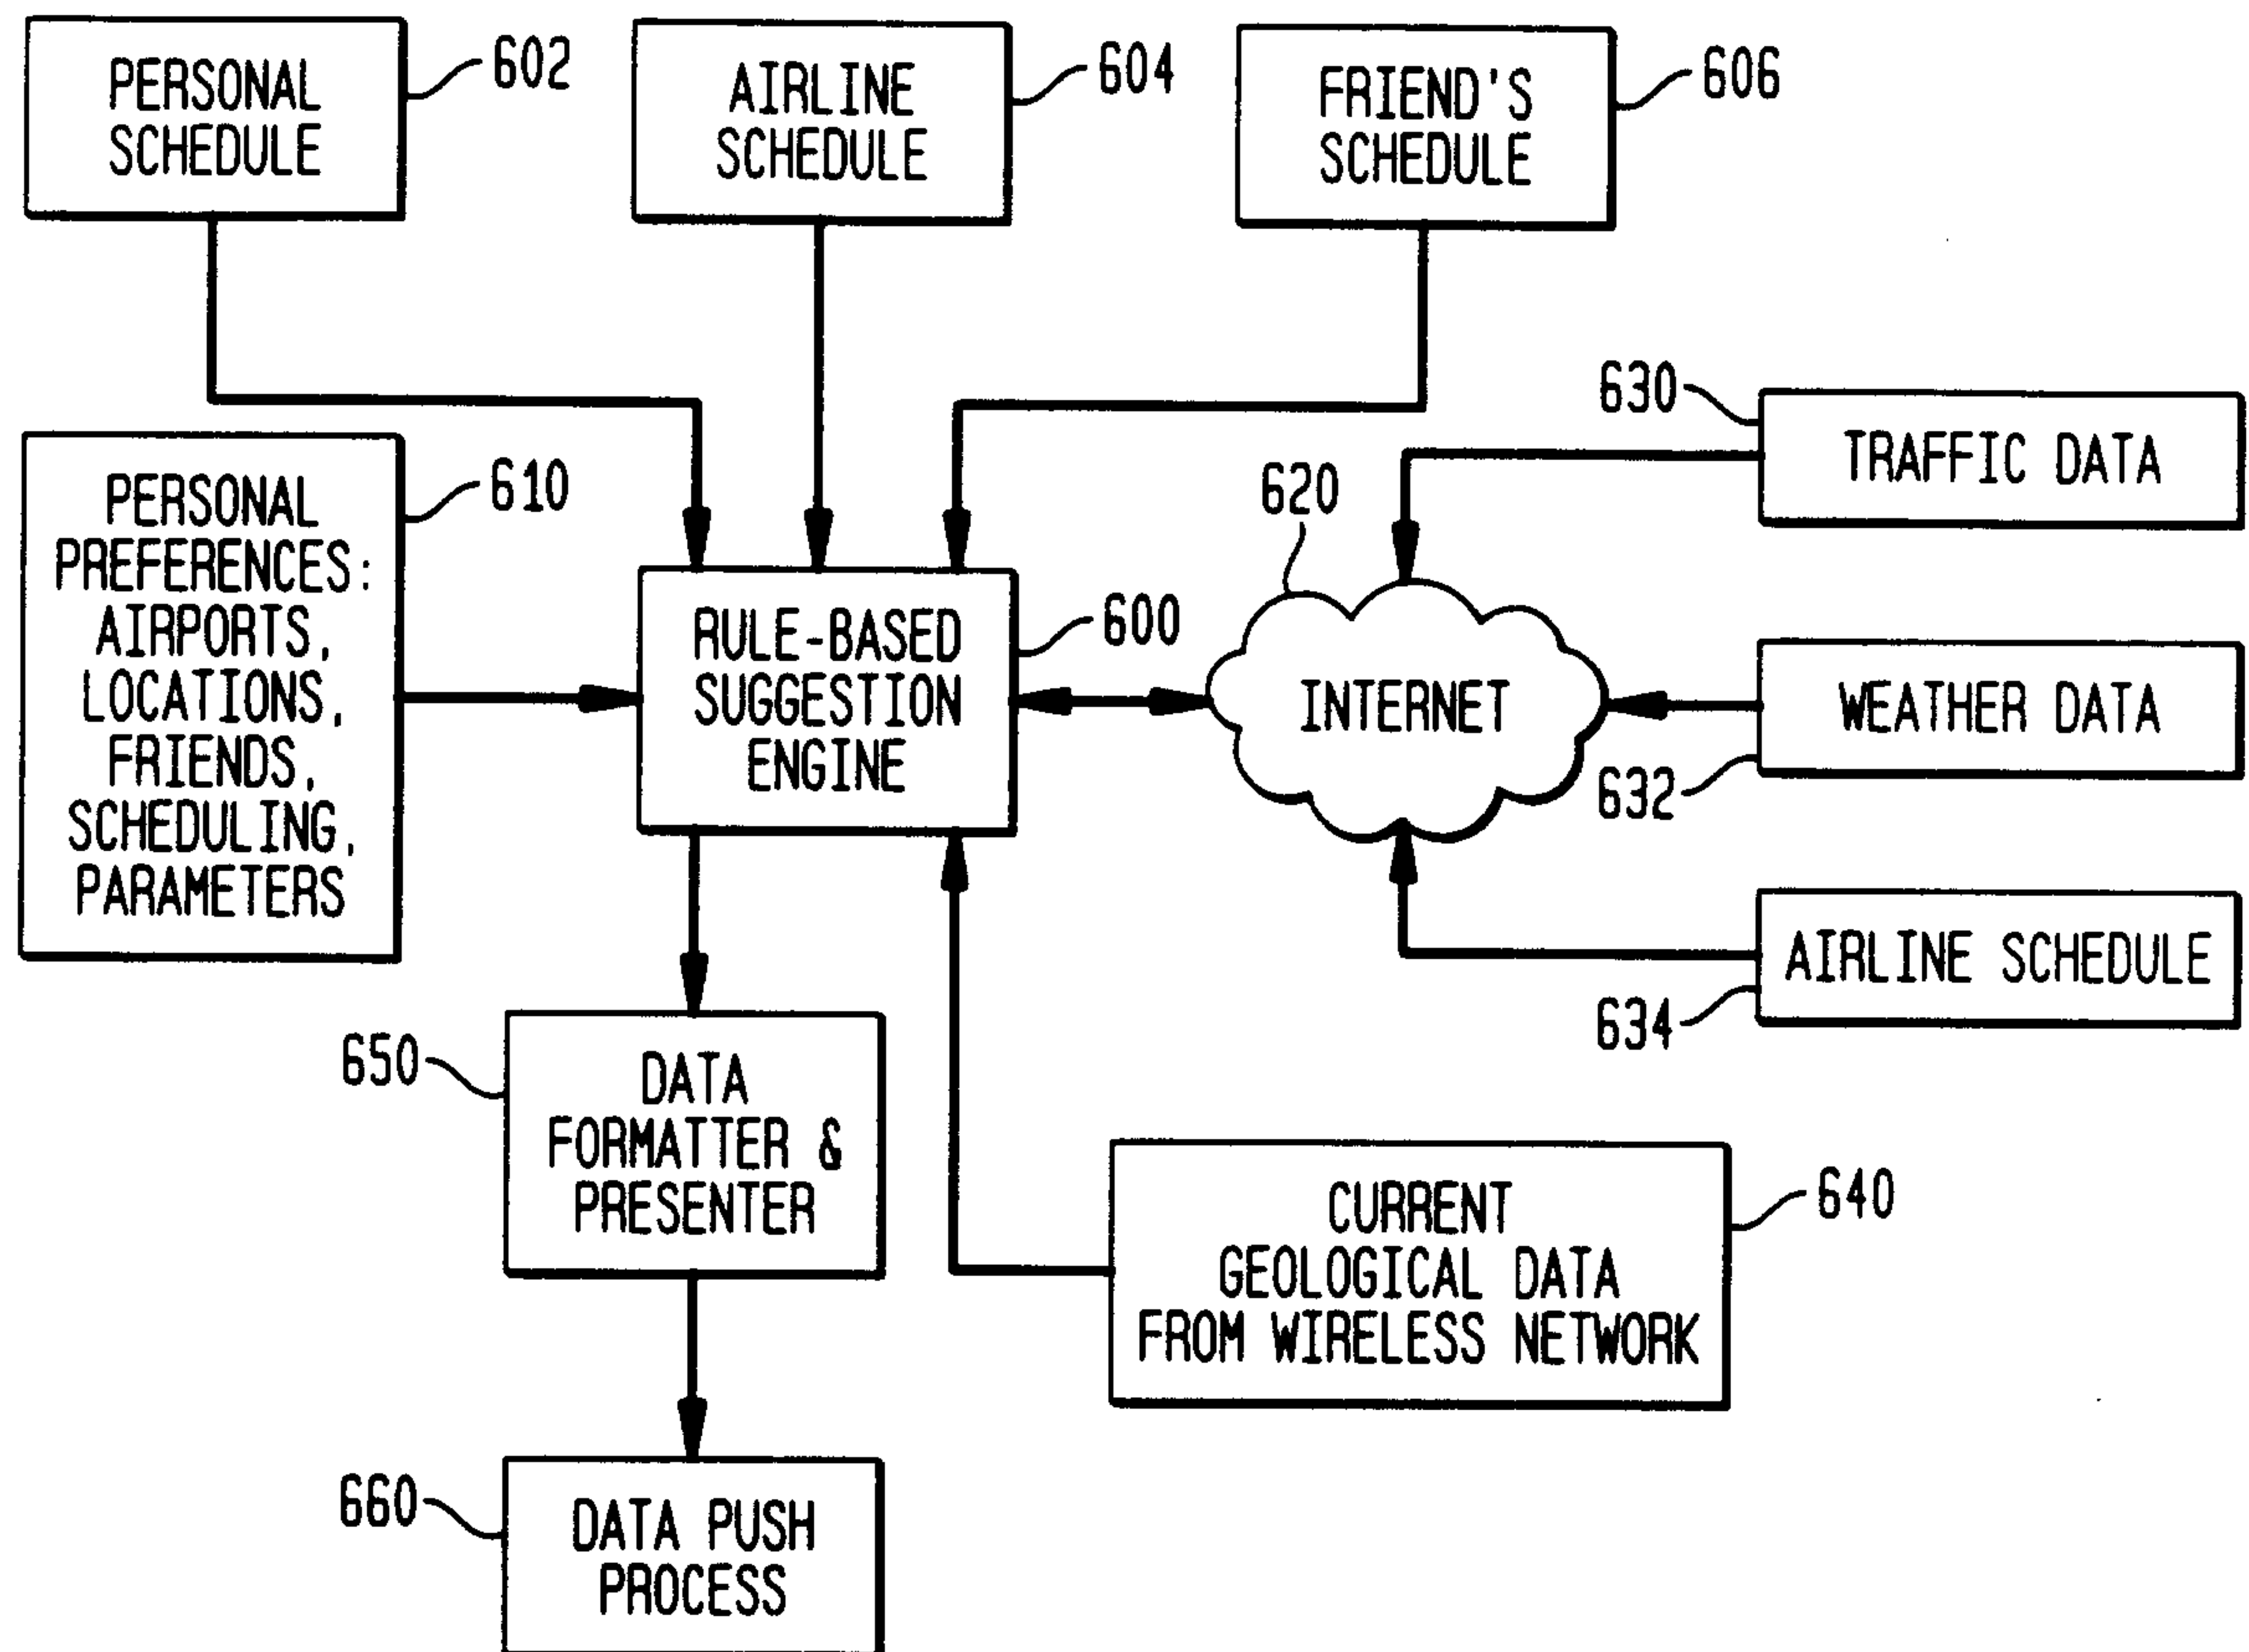 PERSONAL
SCHEDULE
602
AIRLINE
SCHEDULE
604
FRIEND'S
SCHEDULE
606
PERSONAL
PREFERENCES:
AIRPORTS,
LOCATIONS,
FRIENDS,
SCHEDULING,
PARAMETERS
610
RULE-BASED
SUGGESTION
ENGINE
600
620
INTERNET
630
TRAFFIC DATA
WEATHER DATA
632
AIRLINE SCHEDULE
634
650
DATA
FORMATTER &
PRESENTER
CURRENT
GEOLOGICAL DATA
FROM WIRELESS NETWORK
640
660
DATA PUSH
PROCESS